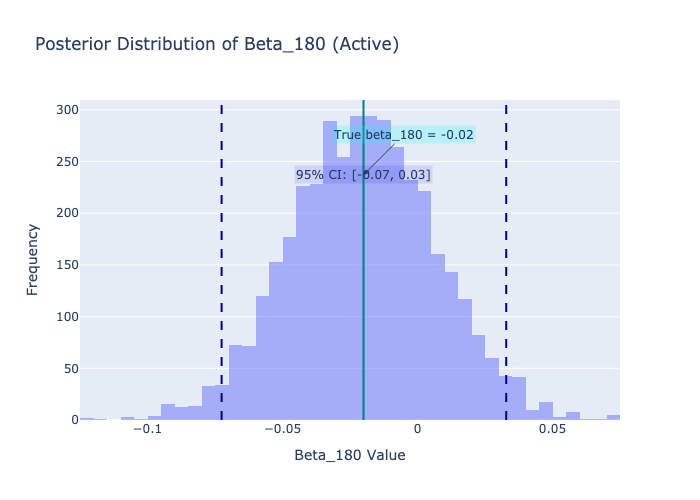 Posterior Distribution of Beta_180 (Active)
300
True beta_180 = -0.02
250
95% CI: [-0.07, 0.03]
200
Frequency
150
100
50
0
−0.1
−0.05
0
0.05
Beta_180 Value